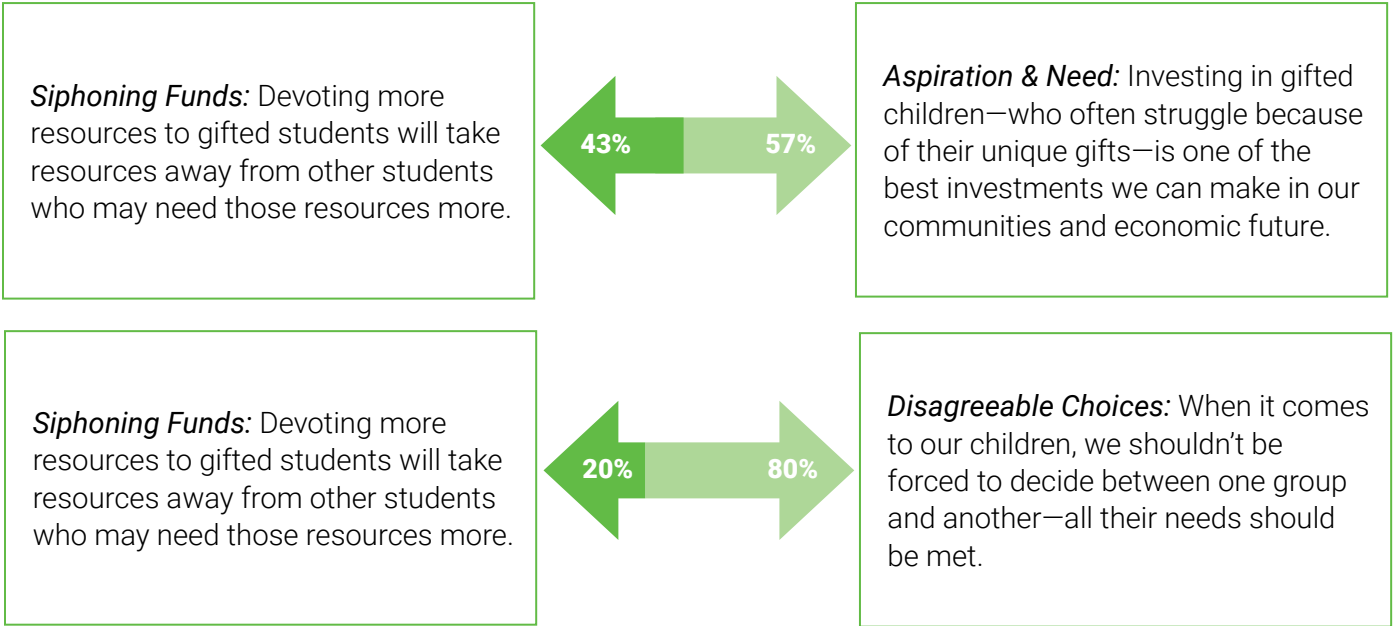 Siphoning Funds: Devoting more
resources to gifted students will take
resources away from other students
who may need those resources more.
43%
57%
Aspiration & Need: Investing in gifted
children—who often struggle because
of their unique gifts—is one of the
best investments we can make in our
communities and economic future.
Siphoning Funds: Devoting more
resources to gifted students will take
resources away from other students
who may need those resources more.
20%
80%
Disagreeable Choices: When it comes
to our children, we shouldn’t be
forced to decide between one group
and another—all their needs should
be met.